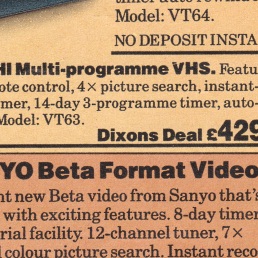 Model: VT64.
NO DEPOSIT INSTA
HI Multi-programme VHS. Featu
ote control, 4× picture search, instant-
mer, 14-day 3-programme timer, auto-
Model: VT63.
Dixons Deal £429
YO Beta Format Video
nt new Beta video from Sanyo that's
with exciting features. 8-day timer
rial facility. 12-channel tuner, 7×
l colour picture search. Instant reco